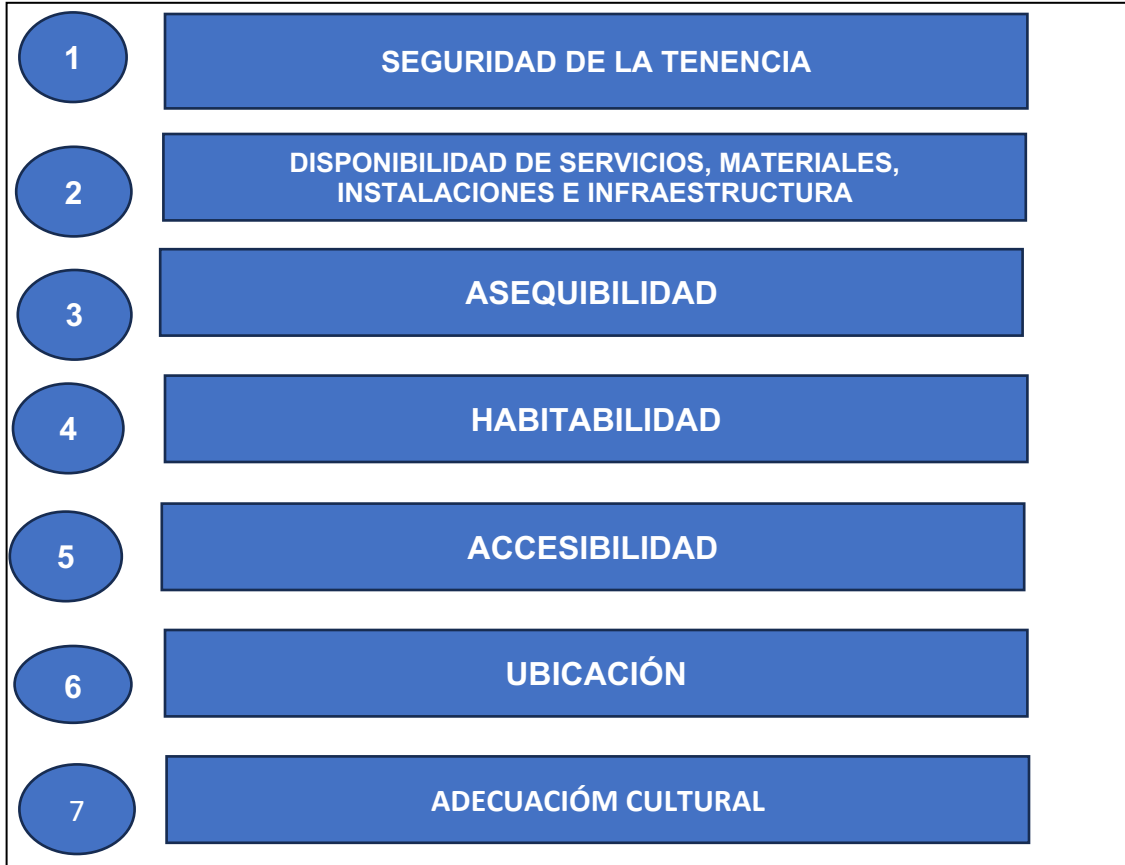 1
SEGURIDAD DE LA TENENCIA
2
DISPONIBILIDAD DE SERVICIOS, MATERIALES,
INSTALACIONES E INFRAESTRUCTURA
3
ASEQUIBILIDAD
4
HABITABILIDAD
5
ACCESIBILIDAD
6
UBICACIÓN
7
ADECUACIÓM CULTURAL